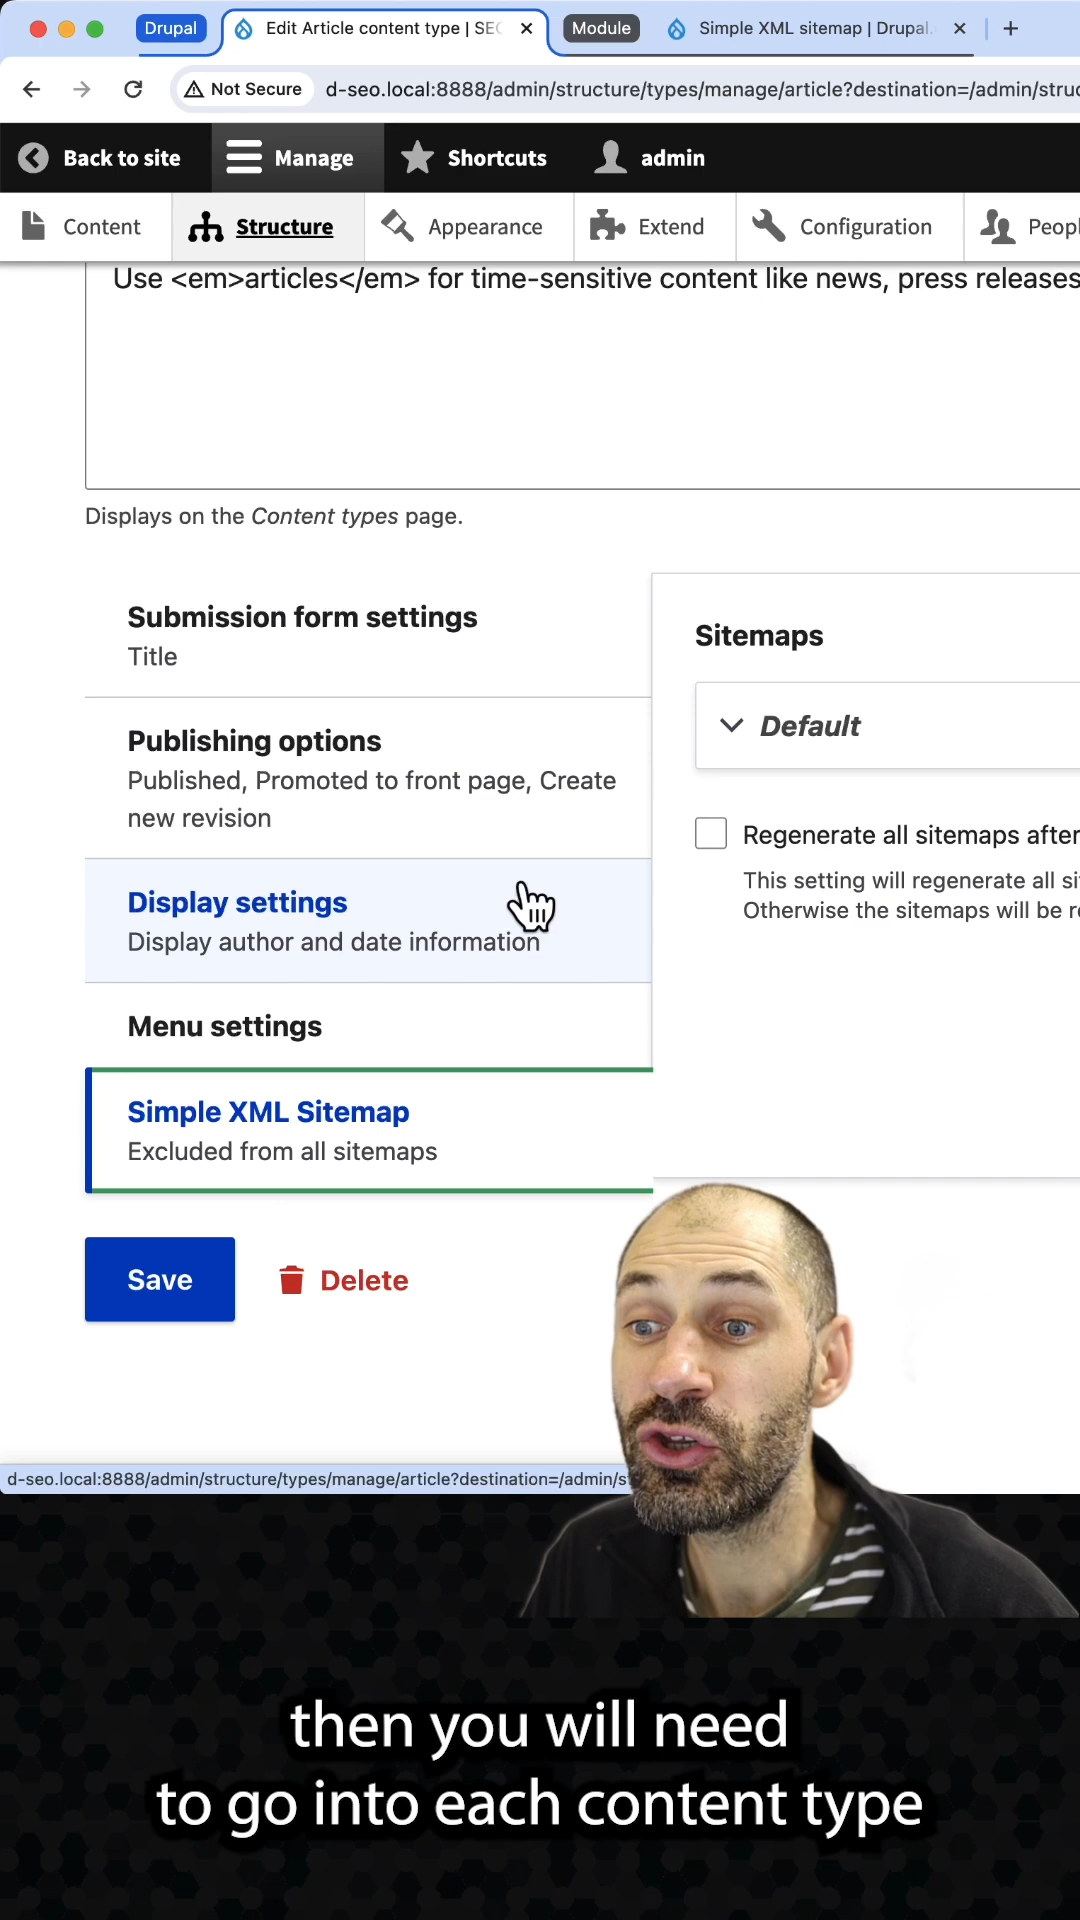 Drupal
Edit Article content type | SEO
Module
Simple XML sitemap | Drupal.
Not Secure
d-seo.local:8888/admin/structure/types/manage/article?destination=/admin/struc
Back to site
Manage
Shortcuts
admin
Content
Structure
Appearance
Extend
Configuration
Peopl
Use <em>articles</em> for time-sensitive content like news, press releases
Displays on the Content types page.
Submission form settings
Title
Publishing options
Published, Promoted to front page, Create
new revision
Display settings
Display author and date information
Menu settings
Simple XML Sitemap
Excluded from all sitemaps
Sitemaps
Default
Regenerate all sitemaps after
This setting will regenerate all si
Otherwise the sitemaps will be r
Save
Delete
d-seo.local:8888/admin/structure/types/manage/article?destination=/admin/s
then you will need
to go into each content type